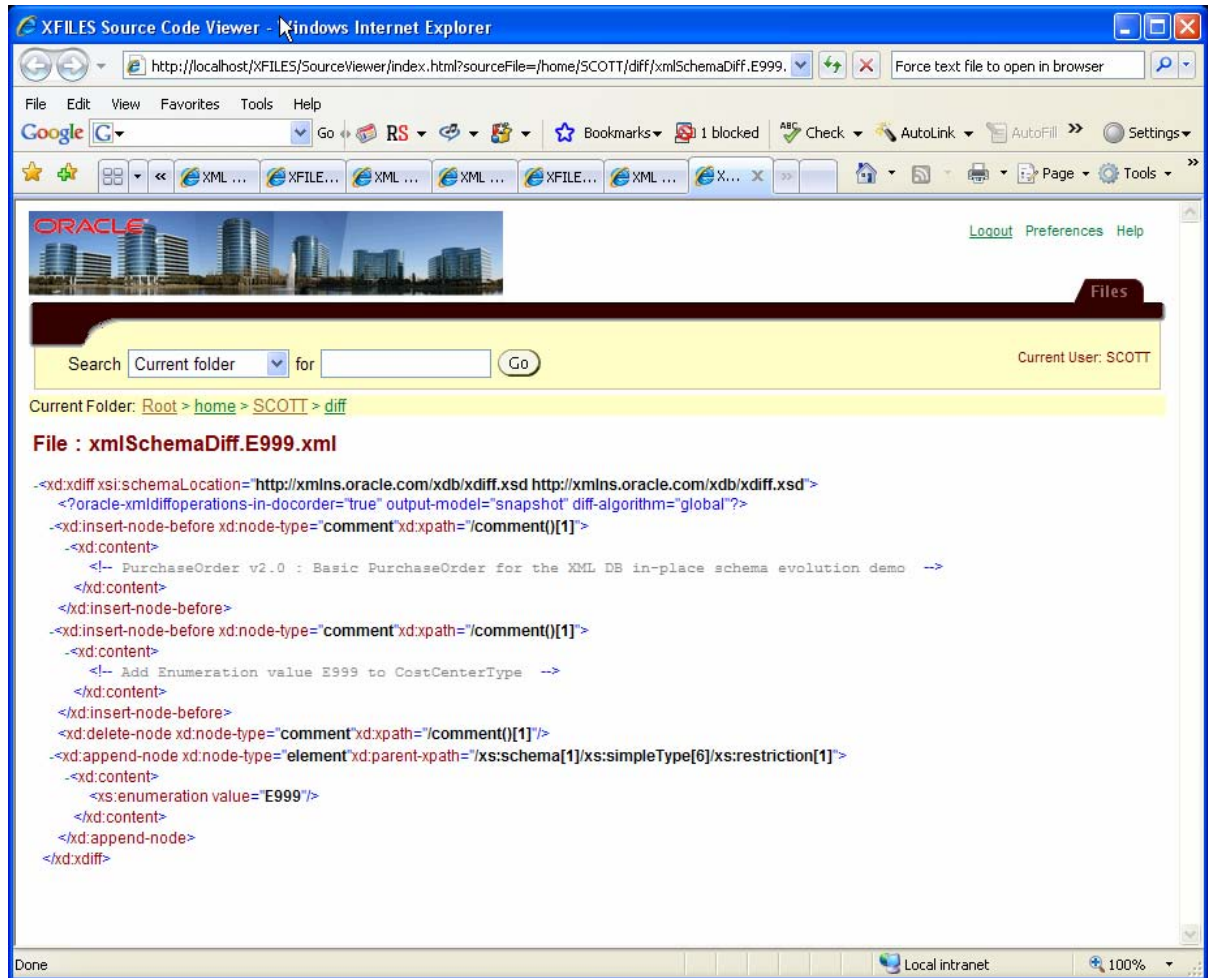 XFILES Source Code Viewer - Windows Internet Explorer
http://localhost/XFILES/SourceViewer/index.html?sourceFile=/home/SCOTT/diff/xmlSchemaDiff.E999.
Force text file to open in browser
File Edit View Favorites Tools Help
Google G Go RS Bookmarks 1 blocked ABC Check AutoLink AutoFill » Settings
« XML ... XFILE... XML ... XML ... XFILE... XML ... X... X » Page Tools »
ORACLE
Logout Preferences Help
Files
Search Current folder for Go
Current User: SCOTT
Current Folder: Root > home > SCOTT > diff
File : xmlSchemaDiff.E999.xml
-<xd:xdiff xsi:schemaLocation="http://xmlns.oracle.com/xdb/xdiff.xsd http://xmlns.oracle.com/xdb/xdiff.xsd">
<?oracle-xmldiffoperations-in-docorder="true" output-model="snapshot" diff-algorithm="global"?>
-<xd:insert-node-before xd:node-type="comment"xd:xpath="/comment()[1]">
-<xd:content>
<!-- PurchaseOrder v2.0 : Basic PurchaseOrder for the XML DB in-place schema evolution demo -->
</xd:content>
</xd:insert-node-before>
-<xd:insert-node-before xd:node-type="comment"xd:xpath="/comment()[1]">
-<xd:content>
<!-- Add Enumeration value E999 to CostCenterType -->
</xd:content>
</xd:insert-node-before>
<xd:delete-node xd:node-type="comment"xd:xpath="/comment()[1]"/>
-<xd:append-node xd:node-type="element"xd:parent-xpath="/xs:schema[1]/xs:simpleType[6]/xs:restriction[1]">
-<xd:content>
<xs:enumeration value="E999"/>
</xd:content>
</xd:append-node>
</xd:xdiff>
Done
Local intranet
100%